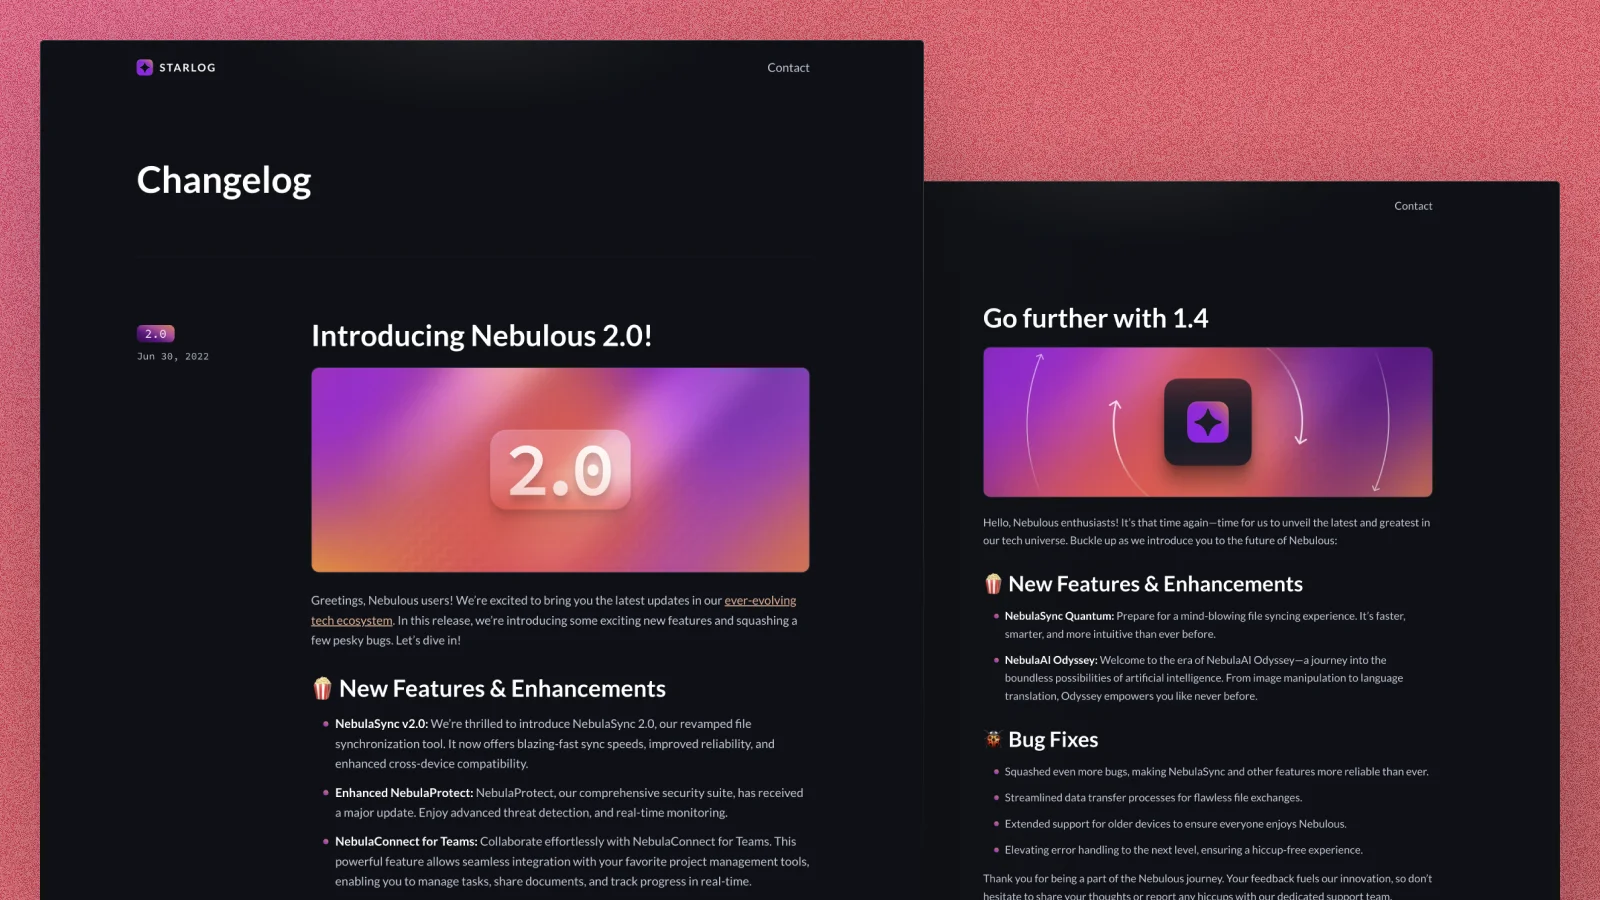 STARLOG
Contact
Changelog
2.0
Jun 30, 2022
Introducing Nebulous 2.0!
2.0
Greetings, Nebulous users! We’re excited to bring you the latest updates in our ever-evolving
tech ecosystem. In this release, we’re introducing some exciting new features and squashing a
few pesky bugs. Let’s dive in!
🍿 New Features & Enhancements
• NebulaSync v2.0: We’re thrilled to introduce NebulaSync 2.0, our revamped file
synchronization tool. It now offers blazing-fast sync speeds, improved reliability, and
enhanced cross-device compatibility.
• Enhanced NebulaProtect: NebulaProtect, our comprehensive security suite, has received
a major update. Enjoy advanced threat detection, and real-time monitoring.
• NebulaConnect for Teams: Collaborate effortlessly with NebulaConnect for Teams. This
powerful feature allows seamless integration with your favorite project management tools,
enabling you to manage tasks, share documents, and track progress in real-time.
Contact
Go further with 1.4
Hello, Nebulous enthusiasts! It’s that time again—time for us to unveil the latest and greatest in
our tech universe. Buckle up as we introduce you to the future of Nebulous:
🍿 New Features & Enhancements
• NebulaSync Quantum: Prepare for a mind-blowing file syncing experience. It’s faster,
smarter, and more intuitive than ever before.
• NebulaAI Odyssey: Welcome to the era of NebulaAI Odyssey—a journey into the
boundless possibilities of artificial intelligence. From image manipulation to language
translation, Odyssey empowers you like never before.
🐞 Bug Fixes
• Squashed even more bugs, making NebulaSync and other features more reliable than ever.
• Streamlined data transfer processes for flawless file exchanges.
• Extended support for older devices to ensure everyone enjoys Nebulous.
• Elevating error handling to the next level, ensuring a hiccup-free experience.
Thank you for being a part of the Nebulous journey. Your feedback fuels our innovation, so don’t
hesitate to share your thoughts or report any hiccups with our dedicated support team.